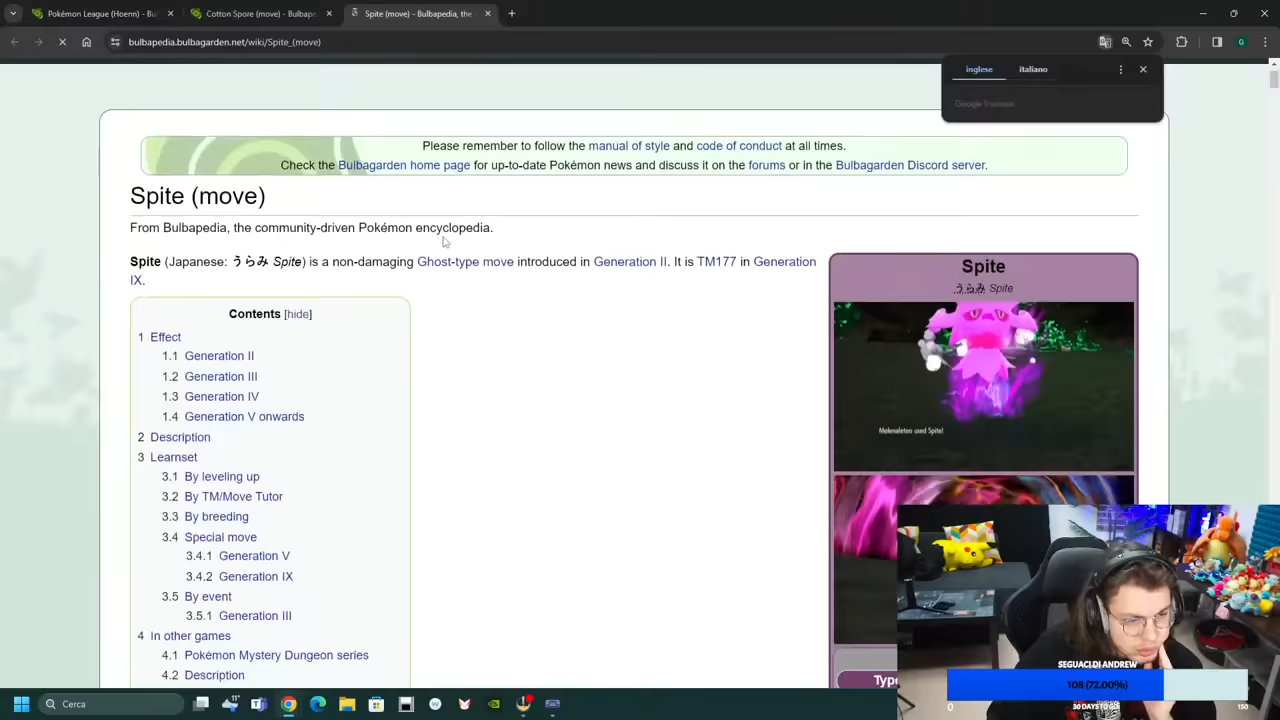 Pokémon League (Hoenn) - Bulba
Cotton Spore (move) - Bulbape
Spite (move) - Bulbapedia, the
bulbapedia.bulbagarden.net/wiki/Spite_(move)
inglese
italiano
Google
Please remember to follow the manual of style and code of conduct at all times.
Check the Bulbagarden home page for up-to-date Pokémon news and discuss it on the forums or in the Bulbagarden Discord server.
Spite (move)
From Bulbapedia, the community-driven Pokémon encyclopedia.
Spite (Japanese: うらみ Spite) is a non-damaging Ghost-type move introduced in Generation II. It is TM177 in Generation
IX.
Contents [hide]
1 Effect
1.1 Generation II
1.2 Generation III
1.3 Generation IV
1.4 Generation V onwards
2 Description
3 Learnset
3.1 By leveling up
3.2 By TM/Move Tutor
3.3 By breeding
3.4 Special move
3.4.1 Generation V
3.4.2 Generation IX
3.5 By event
3.5.1 Generation III
4 In other games
4.1 Pokémon Mystery Dungeon series
4.2 Description
Spite
うらみ Spite
Melenaleteo used Spite!
Type
SEGUACI DI ANDREW
108 (72.00%)
0
30 DAYS TO GO
150
Cerca
11°